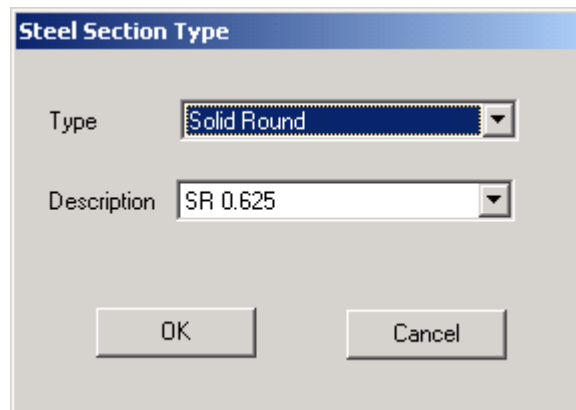 Steel Section Type
Type Solid Round
Description SR 0.625
OK Cancel